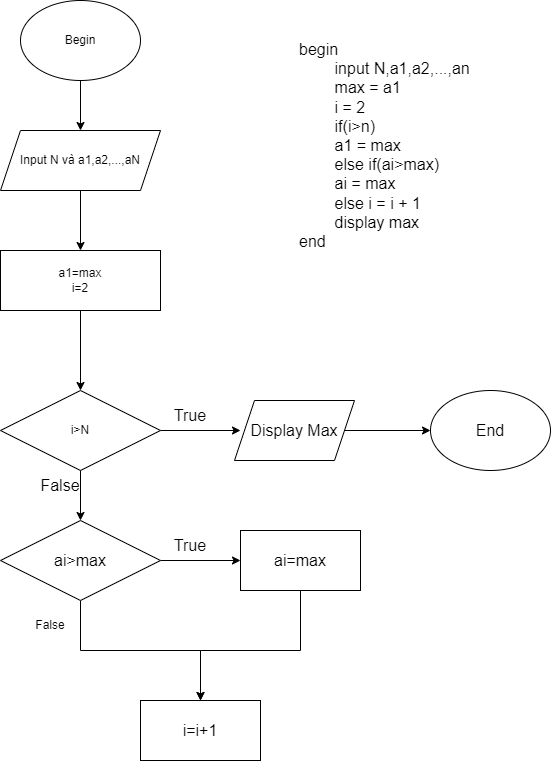 Begin
Input N và a1,a2,...,aN
a1=max
i=2
i>N
True
Display Max
End
False
ai>max
True
ai=max
False
i=i+1
begin
input N,a1,a2,...,an
max = a1
i = 2
if(i>n)
a1 = max
else if(ai>max)
ai = max
else i = i + 1
display max
end